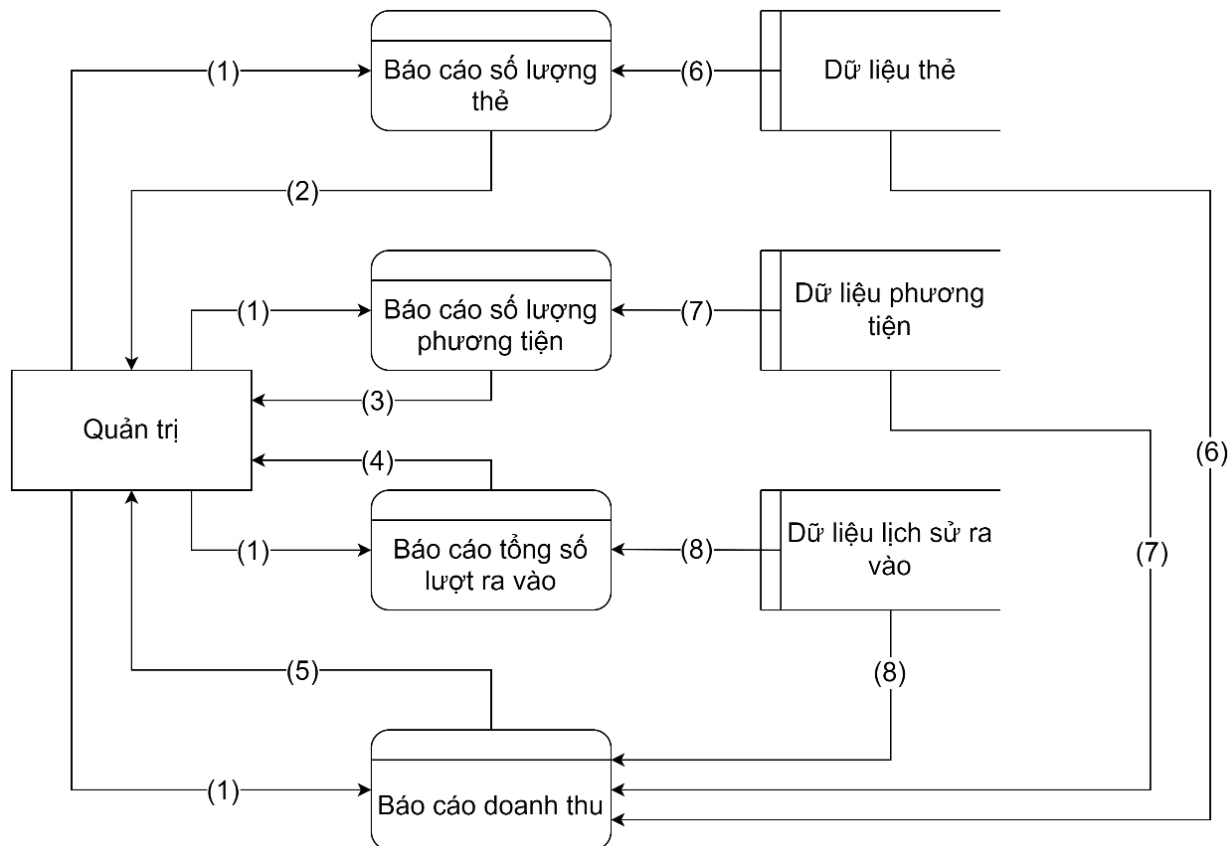 (1)
Báo cáo số lượng
thẻ
(6)
Dữ liệu thẻ
(2)
(1)
Báo cáo số lượng
phương tiện
(7)
Dữ liệu phương
tiện
(3)
Quản trị
(4)
(6)
(1)
Báo cáo tổng số
lượt ra vào
(8)
Dữ liệu lịch sử ra
vào
(7)
(5)
(8)
(1)
Báo cáo doanh thu